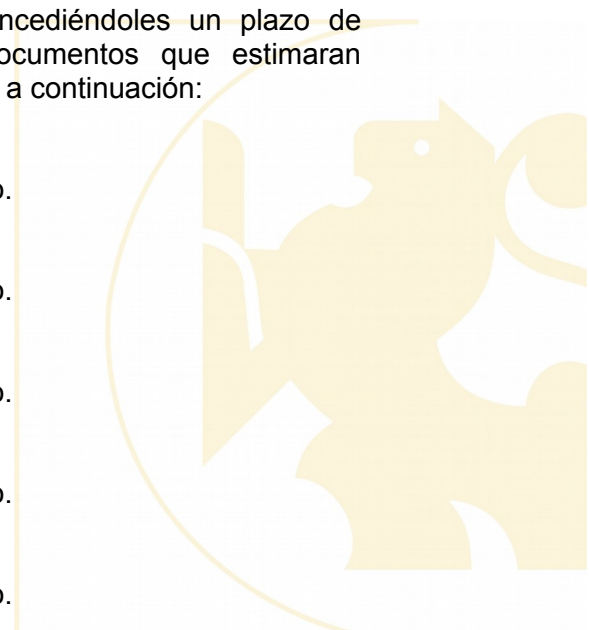 ncediéndoles un plazo de
ocumentos que estimaran
a continuación:
o.
o.
o.
o.
o.